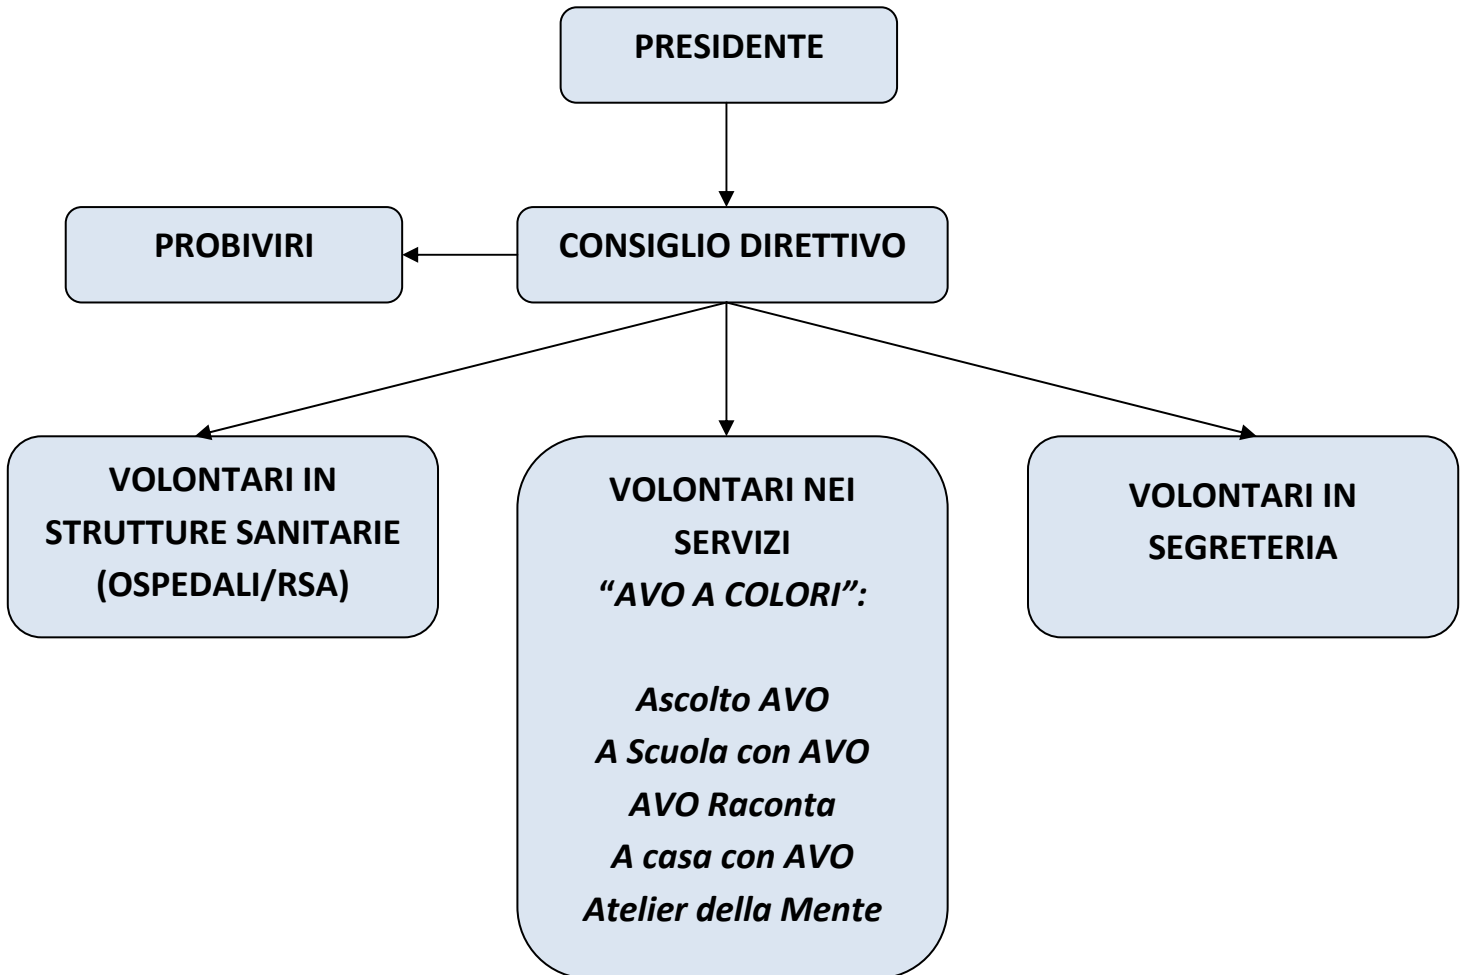 PRESIDENTE
PROBIVIRI
CONSIGLIO DIRETTIVO
VOLONTARI IN
STRUTTURE SANITARIE
(OSPEDALI/RSA)
VOLONTARI NEI
SERVIZI
“AVO A COLORI”:
Ascolto AVO
A Scuola con AVO
AVO Raconta
A casa con AVO
Atelier della Mente
VOLONTARI IN
SEGRETERIA